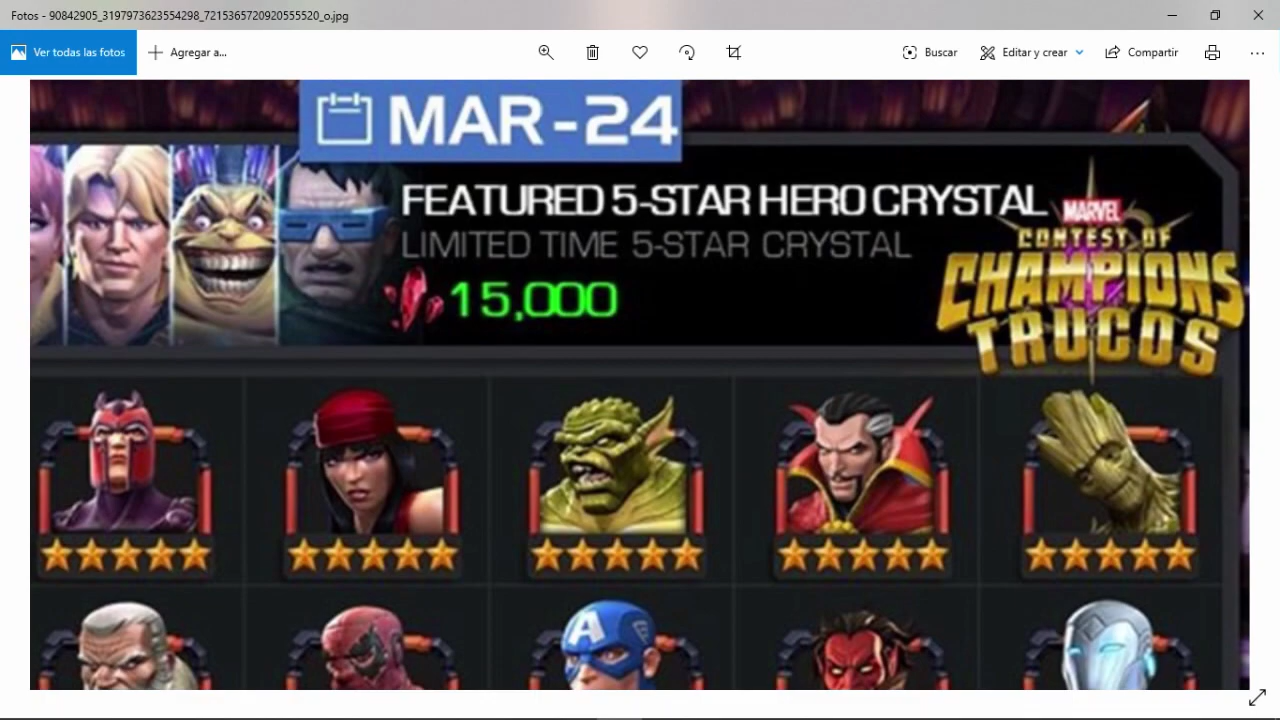 Fotos - 90842905_3197973623554298_7215365720920555520_o.jpg
Ver todas las fotos
Agregar a...
Buscar
Editar y crear
Compartir
MAR - 24
FEATURED 5-STAR HERO CRYSTAL
LIMITED TIME 5-STAR CRYSTAL
15,000
MARVEL
CONTEST OF
CHAMPIONS
TRUCOS
A